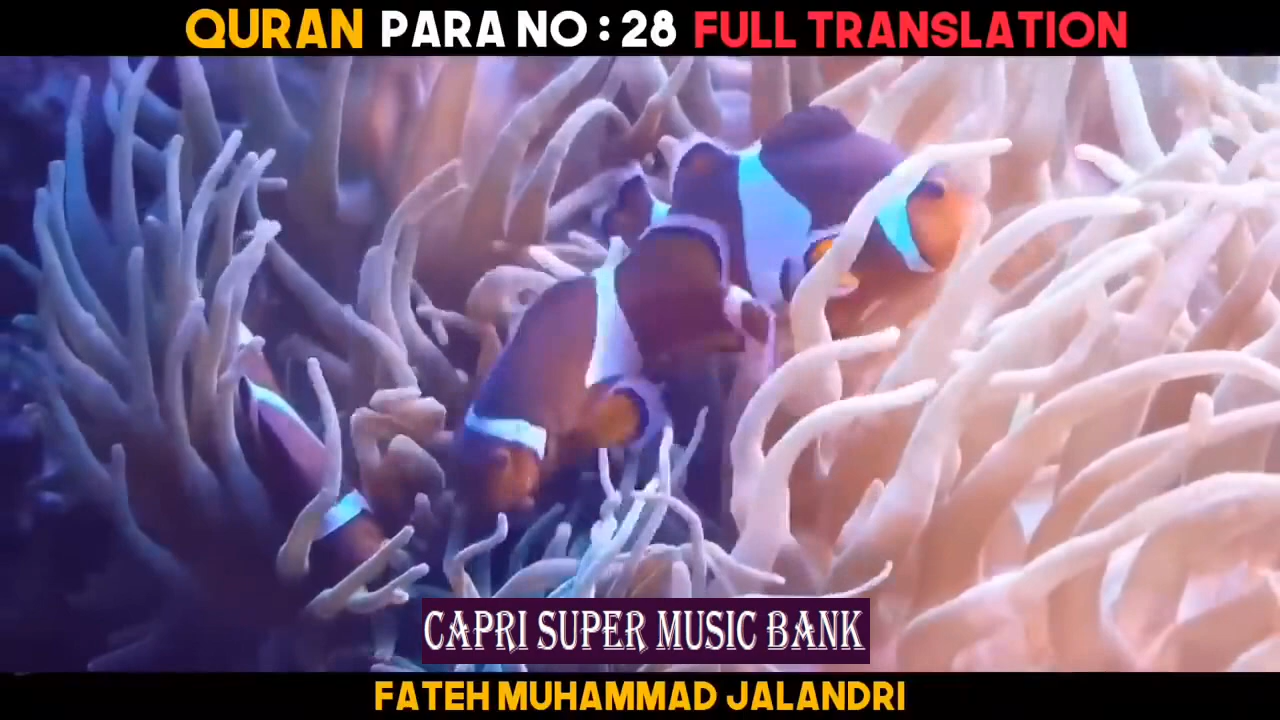 QURAN PARA NO : 28 FULL TRANSLATION
CAPRI SUPER MUSIC BANK
FATEH MUHAMMAD JALANDRI